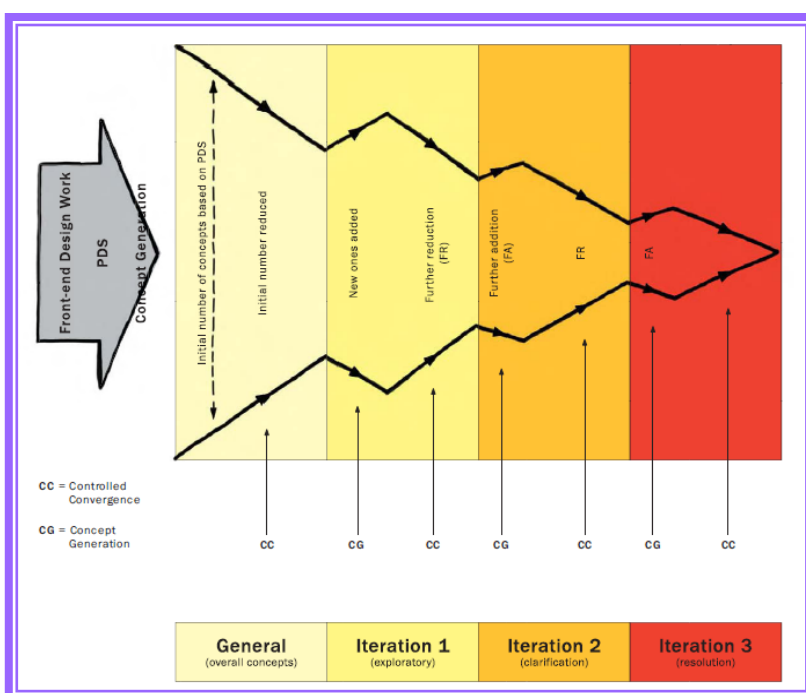 Front-end Design Work
PDS
Concept Generation
Initial number of concepts based on PDS
Initial number reduced
New ones added
Further reduction
(FR)
Further addition
(FA)
FR
FA
CC = Controlled
Convergence
CG = Concept
Generation
CC
CG
CC
CG
CC
CG
CC
General
(overall concepts)
Iteration 1
(exploratory)
Iteration 2
(clarification)
Iteration 3
(resolution)